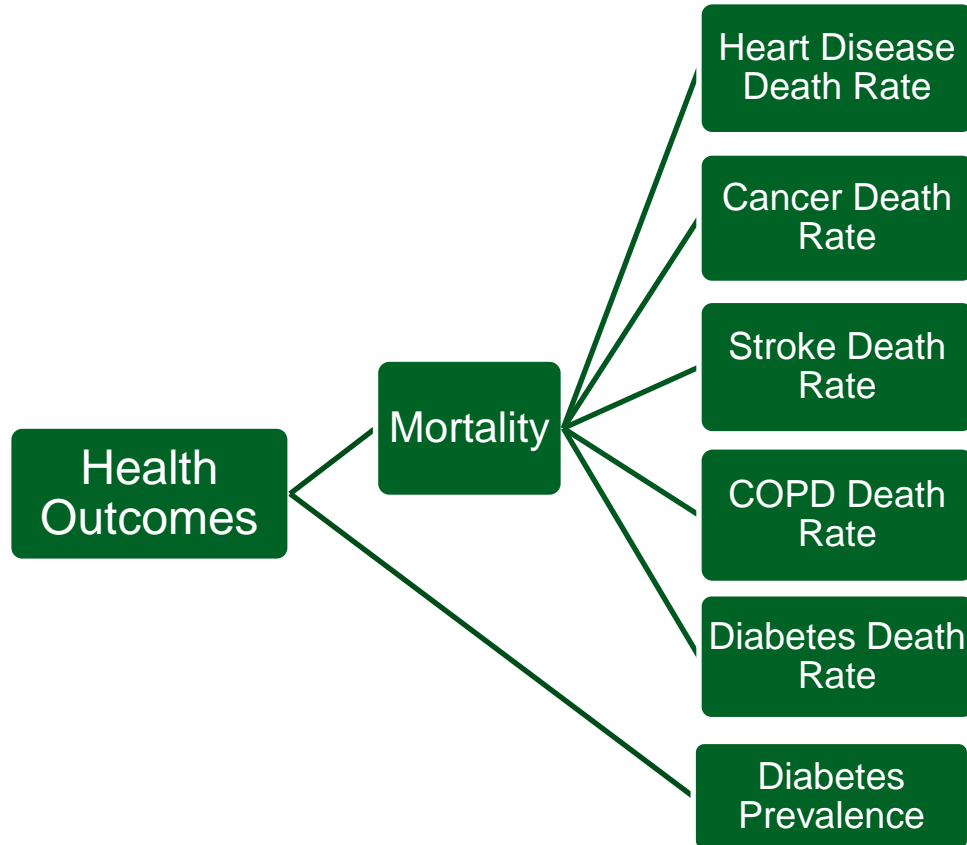 Heart Disease
Death Rate
Cancer Death
Rate
Stroke Death
Rate
Mortality
Health
Outcomes
COPD Death
Rate
Diabetes Death
Rate
Diabetes
Prevalence